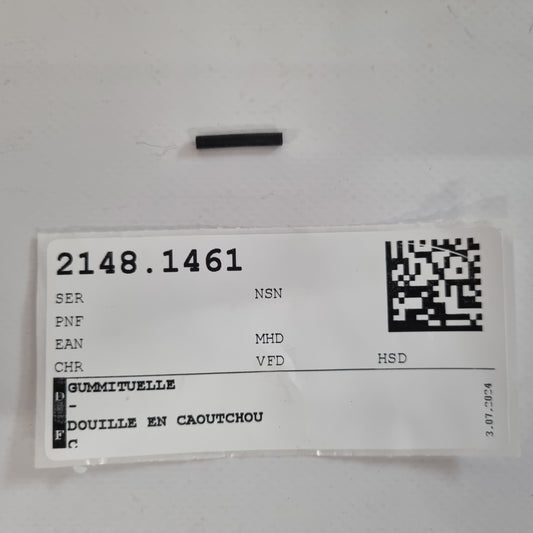 2148.1461
SER NSN
PNF
EAN MHD
CHR VFD HSD
D GUMMITUELLE
-
F DOUILLE EN CAOUTCHOU
C
3.07.2024